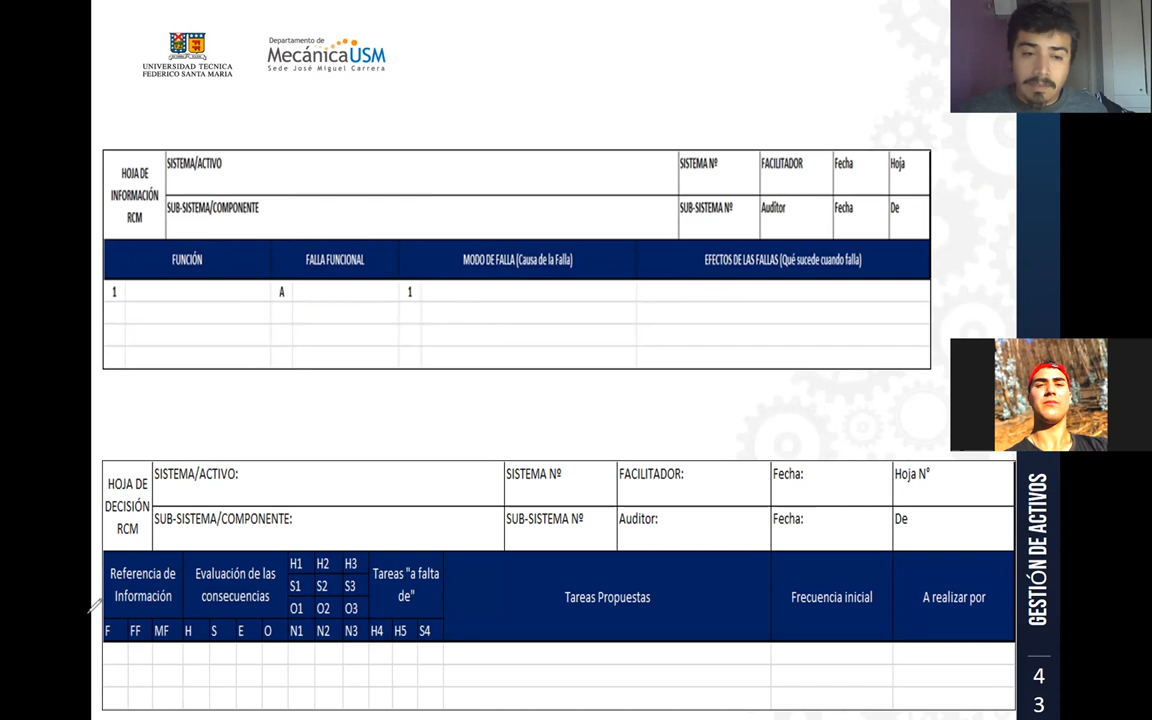 UNIVERSIDAD TECNICA
FEDERICO SANTA MARIA
Departamento de
MecánicaUSM
Sede José Miguel Carrera
HOJA DE
INFORMACIÓN
RCM
SISTEMA/ACTIVO
SISTEMA Nº
FACILITADOR
Fecha
Hoja
SUB-SISTEMA/COMPONENTE
SUB-SISTEMA Nº
Auditor
Fecha
De
FUNCIÓN
FALLA FUNCIONAL
MODO DE FALLA (Causa de la Falla)
EFECTOS DE LAS FALLAS (Qué sucede cuando falla)
1
A
1
HOJA DE
DECISIÓN
RCM
SISTEMA/ACTIVO:
SISTEMA Nº
FACILITADOR:
Fecha:
Hoja N°
SUB-SISTEMA/COMPONENTE:
SUB-SISTEMA Nº
Auditor:
Fecha:
De
Referencia de
Información
Evaluación de las
consecuencias
H1 H2 H3
S1 S2 S3
O1 O2 O3
Tareas "a falta
de"
Tareas Propuestas
Frecuencia inicial
A realizar por
F FF MF H S E O N1 N2 N3 H4 H5 S4
GESTIÓN DE ACTIVOS
4
3